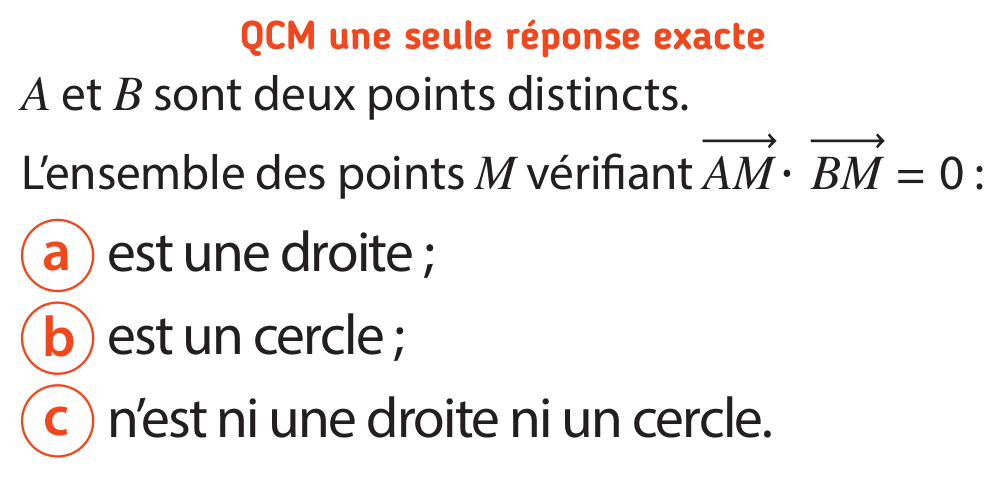 QCM une seule réponse exacte
A et B sont deux points distincts.
L’ensemble des points M vérifiant $\overrightarrow{AM} \cdot \overrightarrow{BM} = 0$ :
a est une droite ;
b est un cercle ;
c n’est ni une droite ni un cercle.